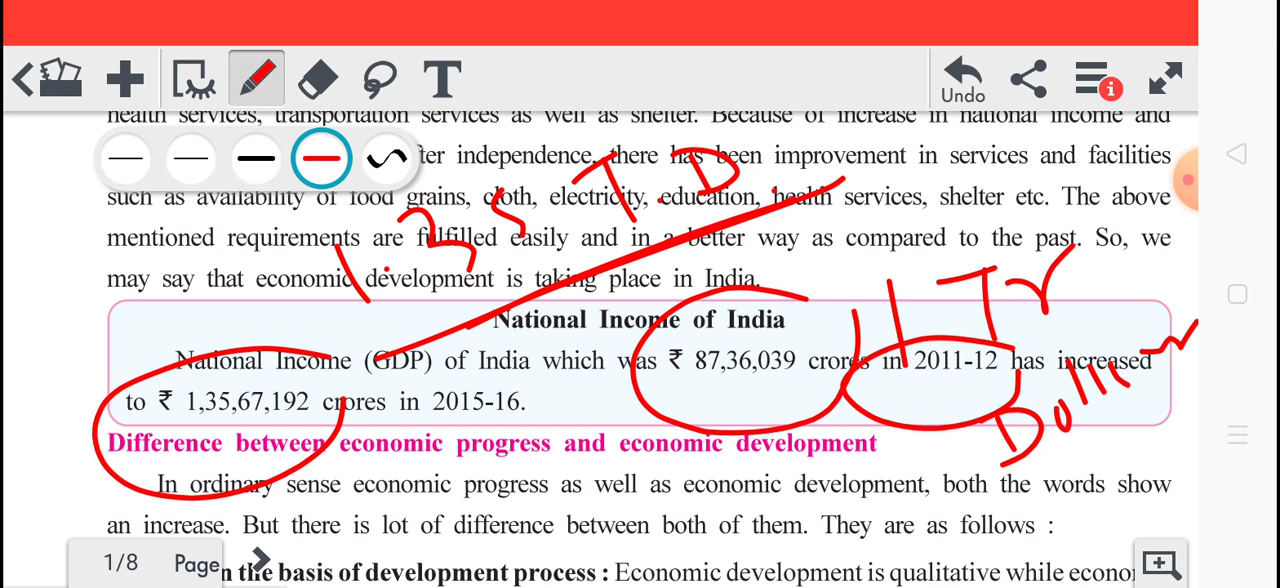 Undo
i
health services, transportation services as well as shelter. Because of increase in national income and
ter independence, there has been improvement in services and facilities
such as availability of food grains, cloth, electricity, education, health services, shelter etc. The above
mentioned requirements are fulfilled easily and in a better way as compared to the past. So, we
may say that economic development is taking place in India.
1.35 T.D
1 Tr
Dollar
National Income of India
National Income (GDP) of India which was ₹ 87,36,039 crores in 2011-12 has increased
to ₹ 1,35,67,192 crores in 2015-16.
Difference between economic progress and economic development
In ordinary sense economic progress as well as economic development, both the words show
an increase. But there is lot of difference between both of them. They are as follows :
n the basis of development process : Economic development is qualitative while econo
1/8 Page